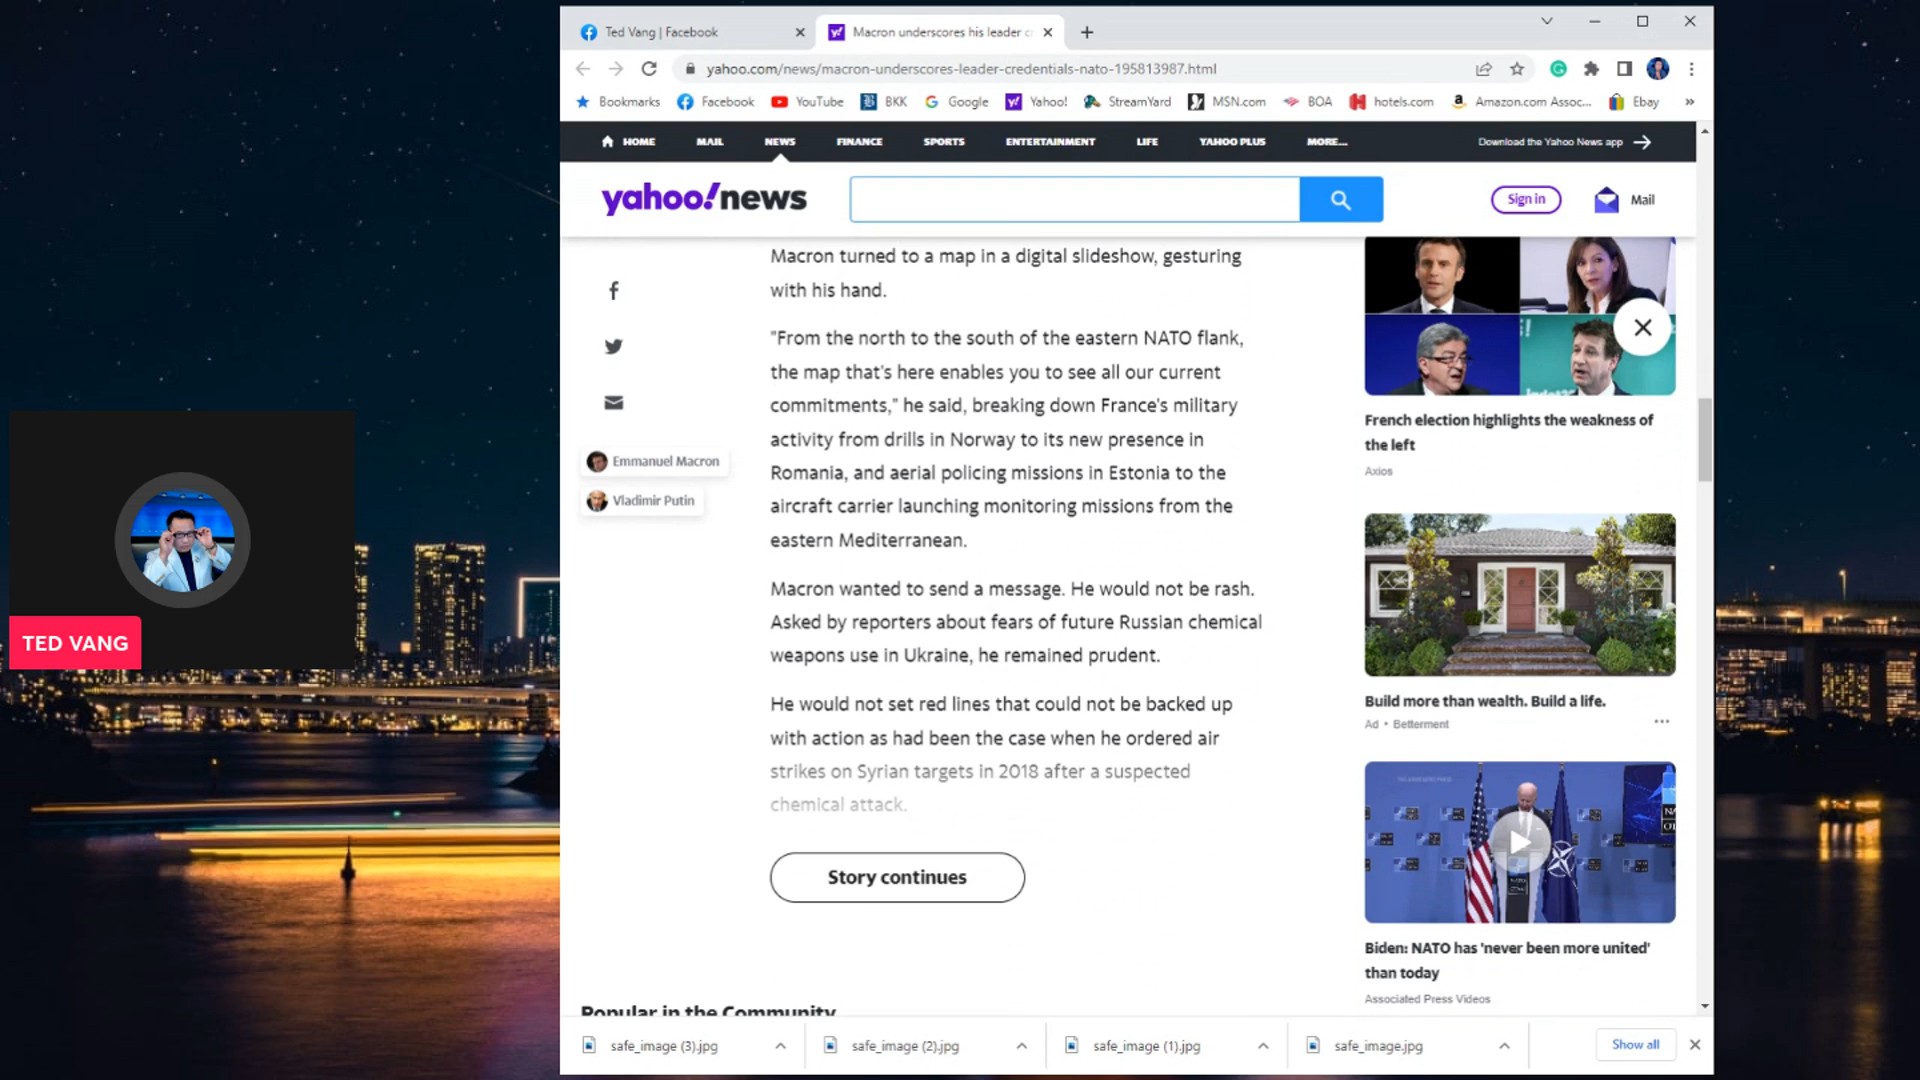 Ted Vang | Facebook
Macron underscores his leader
yahoo.com/news/macron-underscores-leader-credentials-nato-195813987.html
Bookmarks Facebook YouTube BKK Google Yahoo! StreamYard MSN.com BOA hotels.com Amazon.com Assoc... Ebay »
HOME MAIL NEWS FINANCE SPORTS ENTERTAINMENT LIFE YAHOO PLUS MORE... Download the Yahoo News app
yahoo!news
Sign in
Mail
Macron turned to a map in a digital slideshow, gesturing
with his hand.
"From the north to the south of the eastern NATO flank,
the map that's here enables you to see all our current
commitments," he said, breaking down France's military
activity from drills in Norway to its new presence in
Romania, and aerial policing missions in Estonia to the
aircraft carrier launching monitoring missions from the
eastern Mediterranean.
Macron wanted to send a message. He would not be rash.
Asked by reporters about fears of future Russian chemical
weapons use in Ukraine, he remained prudent.
He would not set red lines that could not be backed up
with action as had been the case when he ordered air
strikes on Syrian targets in 2018 after a suspected
chemical attack.
Story continues
Popular in the Community
Emmanuel Macron
Vladimir Putin
TED VANG
French election highlights the weakness of
the left
Axios
Build more than wealth. Build a life.
Ad • Betterment
Biden: NATO has 'never been more united'
than today
Associated Press Videos
safe_image (3).jpg
safe_image (2).jpg
safe_image (1).jpg
safe_image.jpg
Show all